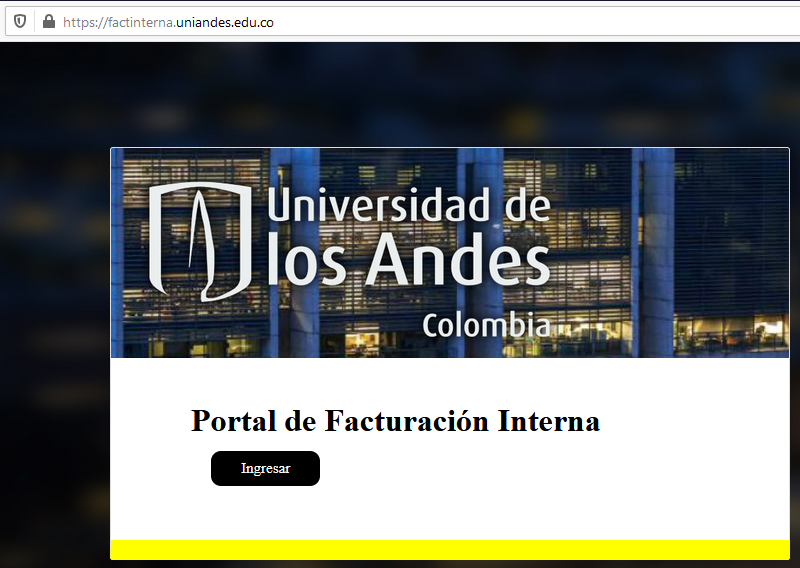 https://factinterna.uniandes.edu.co
Universidad de
los Andes
Colombia
Portal de Facturación Interna
Ingresar